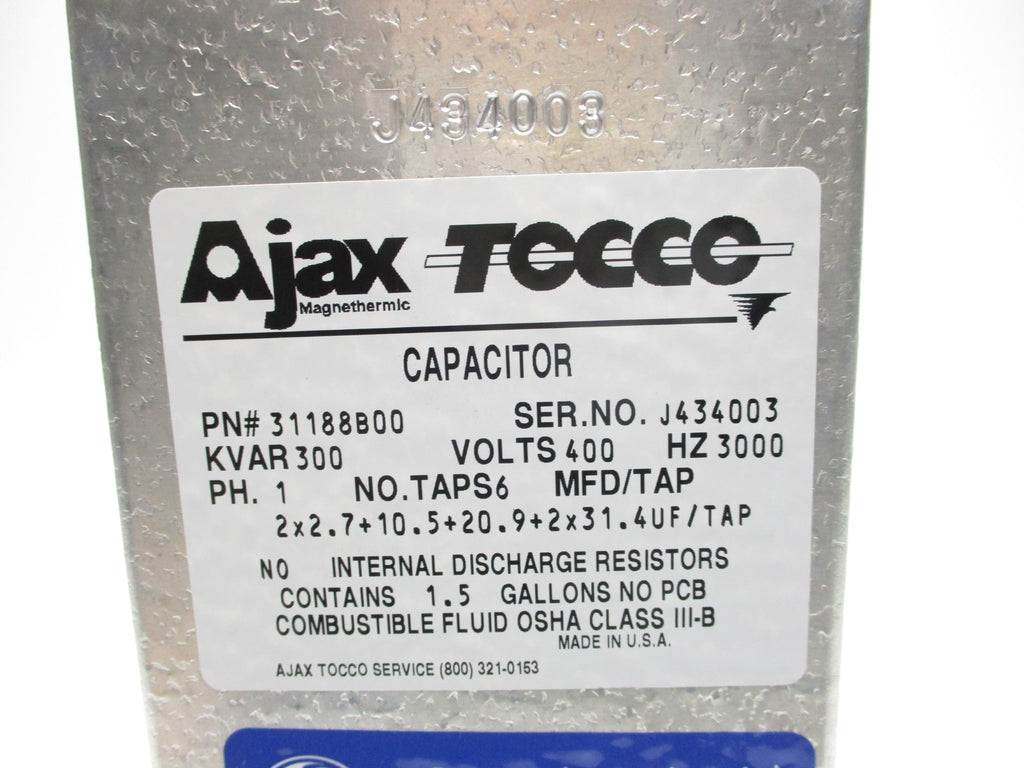 J434003
Ajax TOCCO
Magnethermic
CAPACITOR
PN# 31188B00 SER.NO. J434003
KVAR 300 VOLTS 400 HZ 3000
PH. 1 NO.TAPS 6 MFD/TAP
2x2.7+10.5+20.9+2x31.4UF/TAP
NO INTERNAL DISCHARGE RESISTORS
CONTAINS 1.5 GALLONS NO PCB
COMBUSTIBLE FLUID OSHA CLASS III-B
MADE IN U.S.A.
AJAX TOCCO SERVICE (800) 321-0153